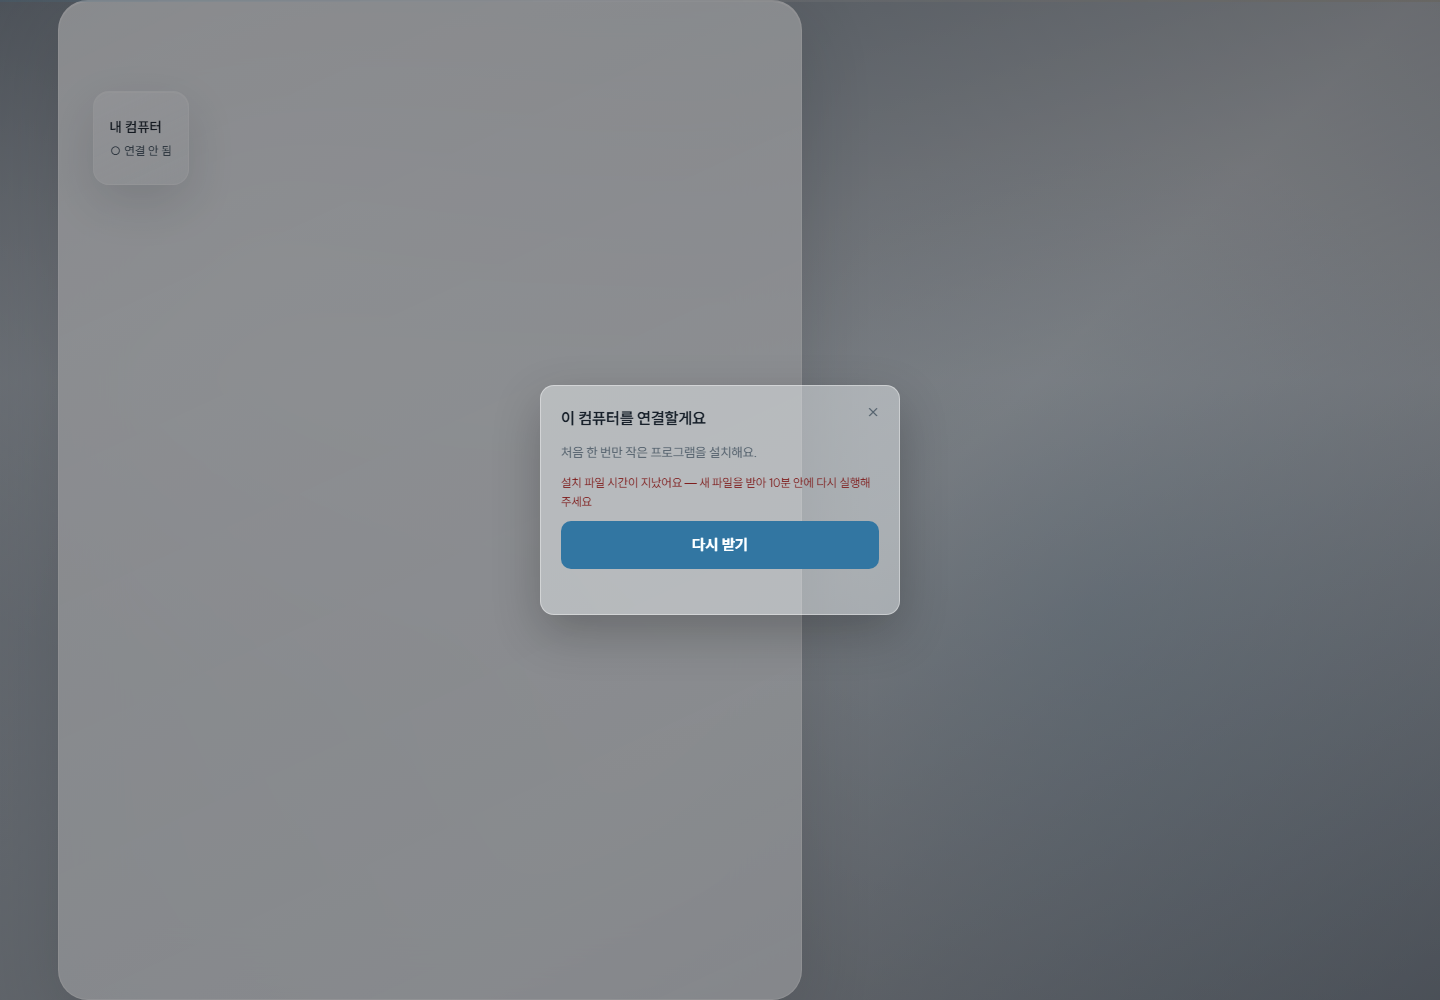 내 컴퓨터
○ 연결 안 됨
이 컴퓨터를 연결할게요
×
처음 한 번만 작은 프로그램을 설치해요.
설치 파일 시간이 지났어요 — 새 파일을 받아 10분 안에 다시 실행해
주세요
다시 받기